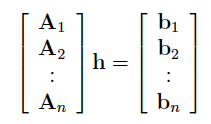 A₁
A₂
:
Aₙ
h =
b₁
b₂
:
bₙ